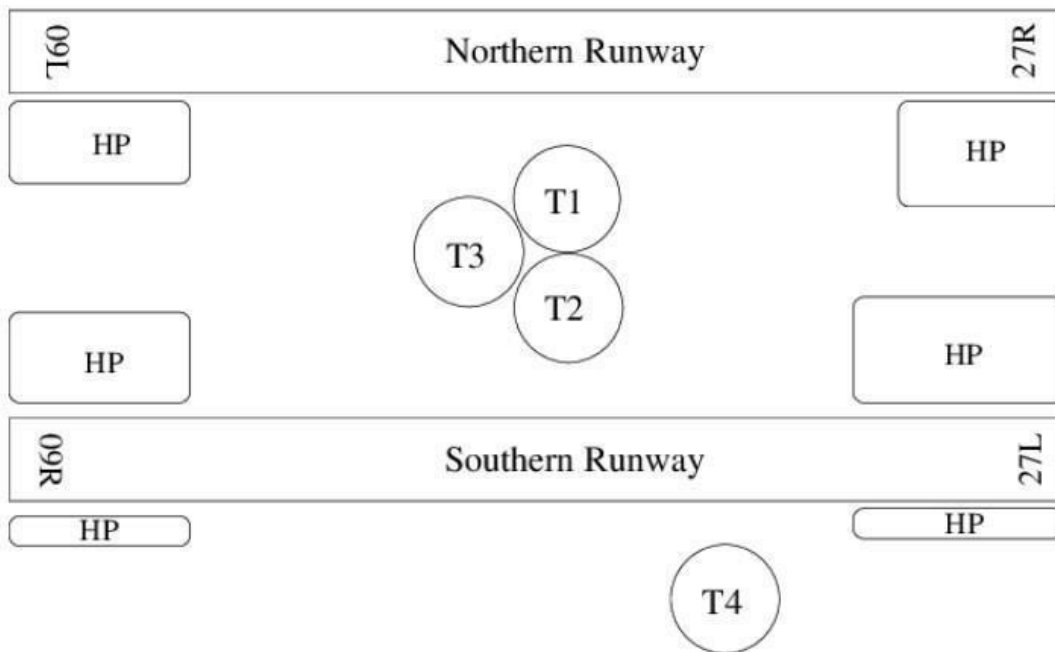 09L
Northern Runway
27R
HP
HP
T1
T3
T2
HP
HP
09R
Southern Runway
27L
HP
HP
T4